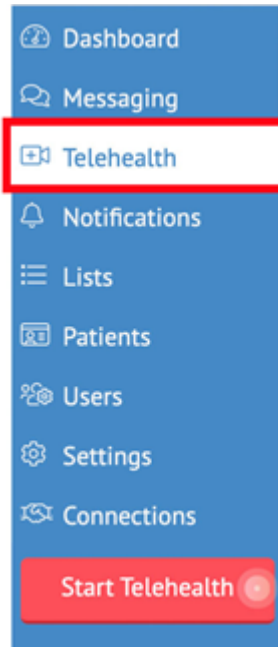 Dashboard
Messaging
Telehealth
Notifications
Lists
Patients
Users
Settings
Connections
Start Telehealth